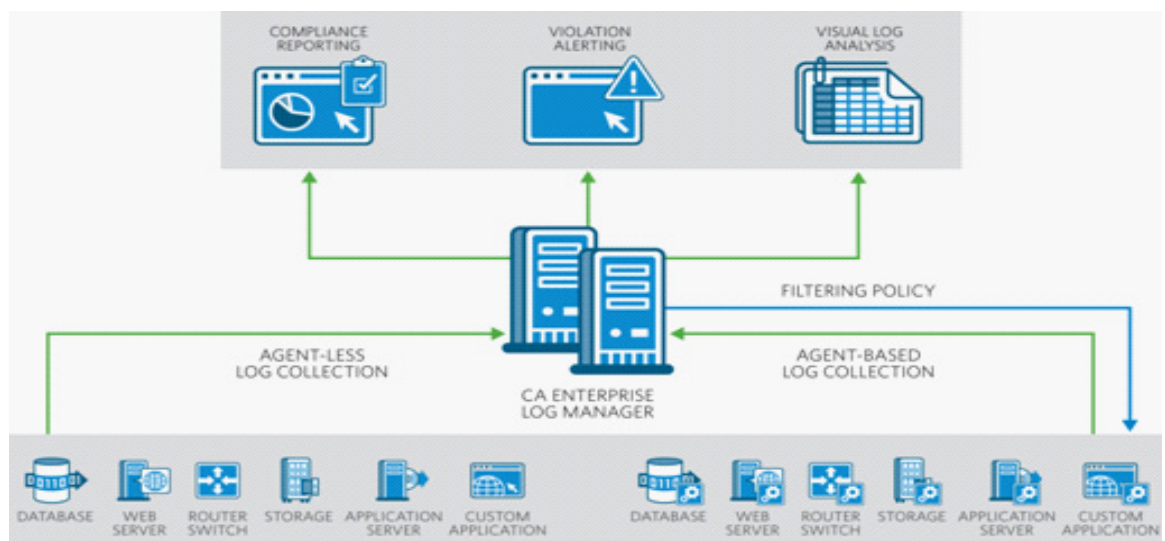 COMPLIANCE
REPORTING
VIOLATION
ALERTING
VISUAL LOG
ANALYSIS
FILTERING POLICY
AGENT-LESS
LOG COLLECTION
AGENT-BASED
LOG COLLECTION
CA ENTERPRISE
LOG MANAGER
DATABASE
WEB
SERVER
ROUTER
SWITCH
STORAGE
APPLICATION
SERVER
CUSTOM
APPLICATION
DATABASE
WEB
SERVER
ROUTER
SWITCH
STORAGE
APPLICATION
SERVER
CUSTOM
APPLICATION